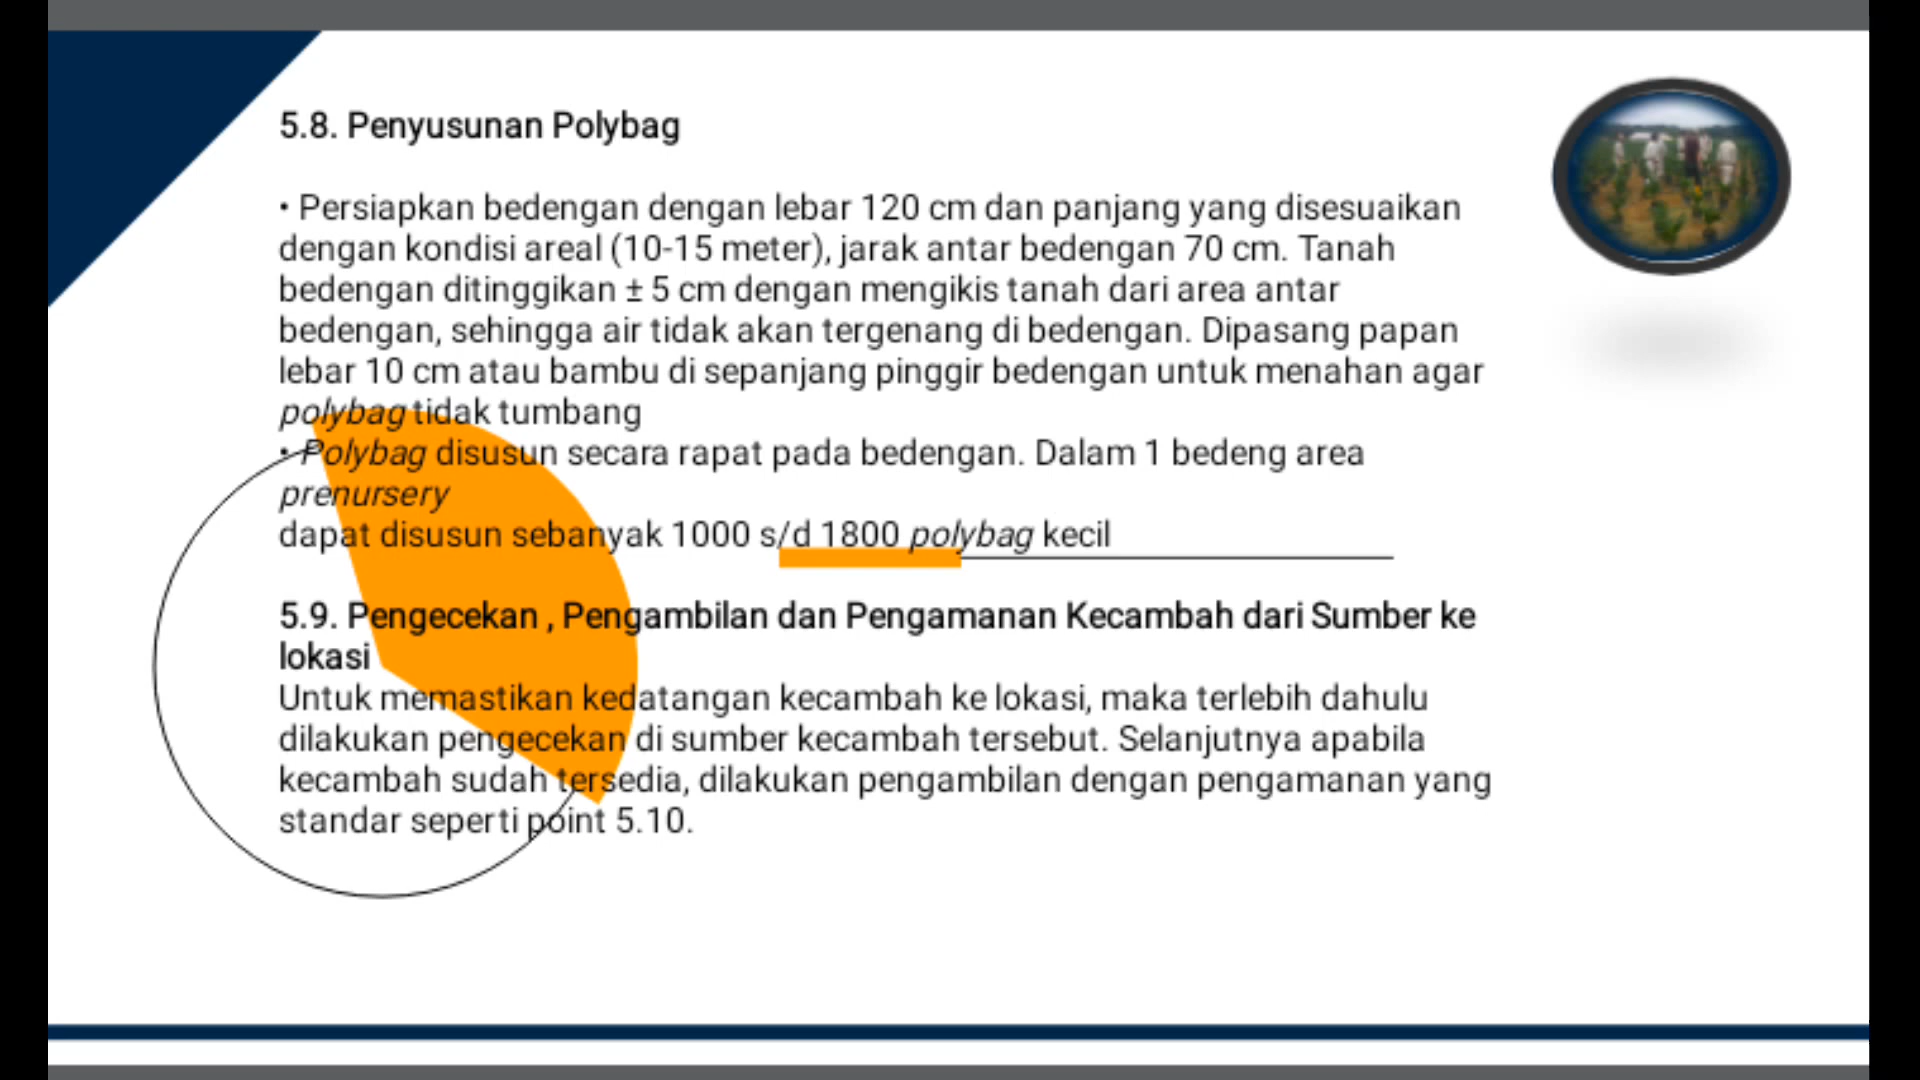 5.8. Penyusunan Polybag
• Persiapkan bedengan dengan lebar 120 cm dan panjang yang disesuaikan
dengan kondisi areal (10-15 meter), jarak antar bedengan 70 cm. Tanah
bedengan ditinggikan ± 5 cm dengan mengikis tanah dari area antar
bedengan, sehingga air tidak akan tergenang di bedengan. Dipasang papan
lebar 10 cm atau bambu di sepanjang pinggir bedengan untuk menahan agar
polybag tidak tumbang
• Polybag disusun secara rapat pada bedengan. Dalam 1 bedeng area
prenursery
dapat disusun sebanyak 1000 s/d 1800 polybag kecil
5.9. Pengecekan , Pengambilan dan Pengamanan Kecambah dari Sumber ke
lokasi
Untuk memastikan kedatangan kecambah ke lokasi, maka terlebih dahulu
dilakukan pengecekan di sumber kecambah tersebut. Selanjutnya apabila
kecambah sudah tersedia, dilakukan pengambilan dengan pengamanan yang
standar seperti point 5.10.